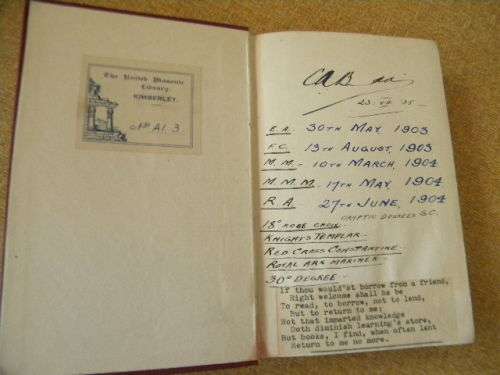 The United Masonic
Library,
KIMBERLEY.
No A1. 3
23. VII. 35
E.A. 30TH MAY 1903
F.C. 13TH AUGUST, 1903
M.M. - 10TH MARCH, 1904
M.M.M. - 17TH MAY, 1904
R A 27TH JUNE, 1904
CRYPTIC DEGREES S.C.
18° ROSE CROIX
KNIGHTS TEMPLAR
RED CROSS CONSTANTINE
ROYAL ARK MARINER
30° DEGREE
If thou would'st borrow from a friend,
Right welcome shall he be
To read, to borrow, not to lend,
But to return to me;
Not that imparted knowledge
Doth diminish learning's store,
But books, I find, when often lent
Return to me no more.